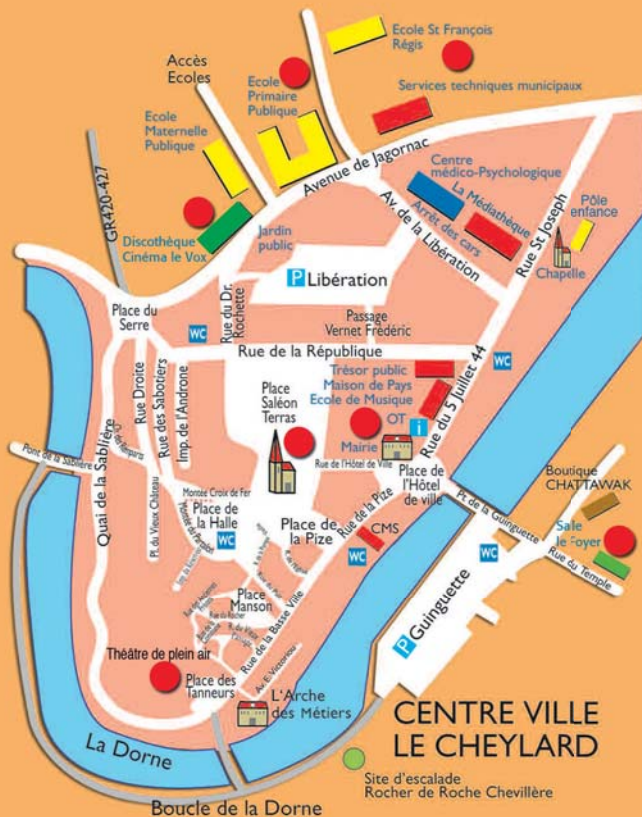 Ecole St François
Régis
Accès
Ecoles
Ecole
Primaire
Publique
Services techniques municipaux
Ecole
Maternelle
Publique
Avenue de Jagornac
Centre
médico-Psychologique
La Médiathèque
Arrêt des cars
Av. de la Libération
Rue St Joseph
Pôle
enfance
Chapelle
GR420-427
Discothèque
Cinéma le Vox
Jardin
public
P Libération
Place du
Serre
WC
Rue du Dr.
Rochette
Passage
Vernet Frédéric
Rue de la République
WC
Rue Droite
Rue des Sabotiers
Imp. de l'Androne
Place
Saléon
Terras
Trésor public
Maison de Pays
Ecole de Musique
OT
i
Mairie
Rue du 5 Juillet 44
Rue de l'Hôtel de Ville
Place de
l'Hôtel
de ville
Pont de la Sablière
Quai de la Sablière
Pt. du Vieux Château
Montée Croix de Fer
Place de
la Halle
WC
Place de
la Pize
Rue de la Pize
CMS
WC
Pt. de la Guinguette
Boutique
CHATTAWAK
Sale
le Foyer
Rue du Temple
WC
P Guinguette
Place
Manson
Rue du Rocher
Rue de la Basse Ville
Théâtre de plein air
Place des
Tanneurs
L'Arche
des Métiers
La Dorne
CENTRE VILLE
LE CHEYLARD
Site d'escalade
Rocher de Roche Chevillère
Boucle de la Dorne